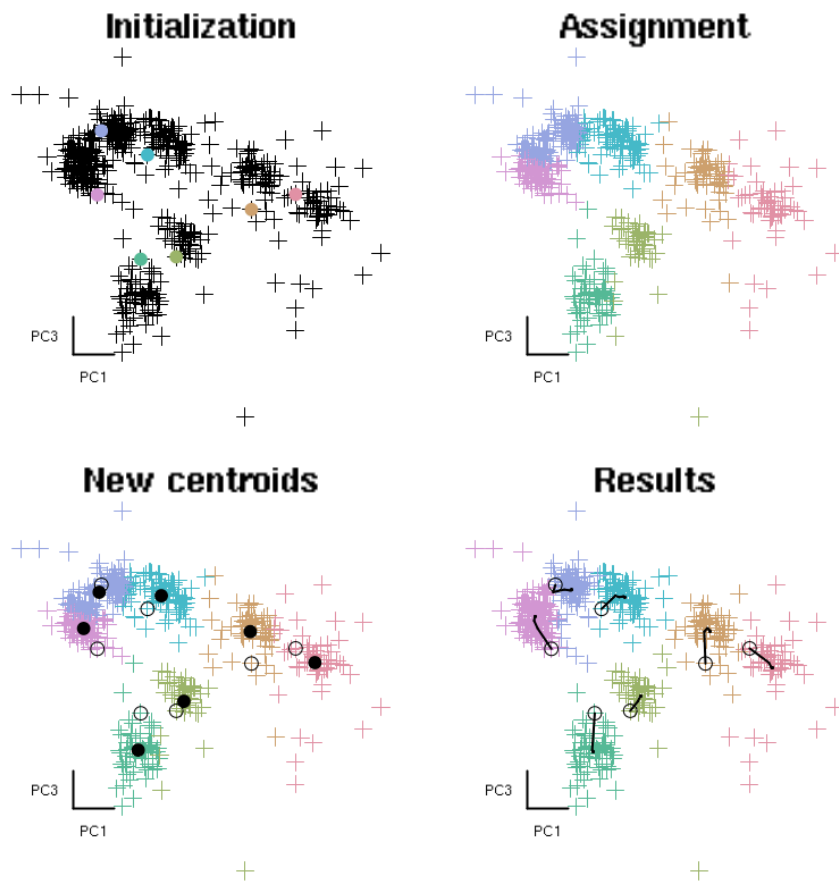 Initialization
Assignment
PC3
PC1
PC3
PC1
New centroids
Results
PC3
PC1
PC3
PC1